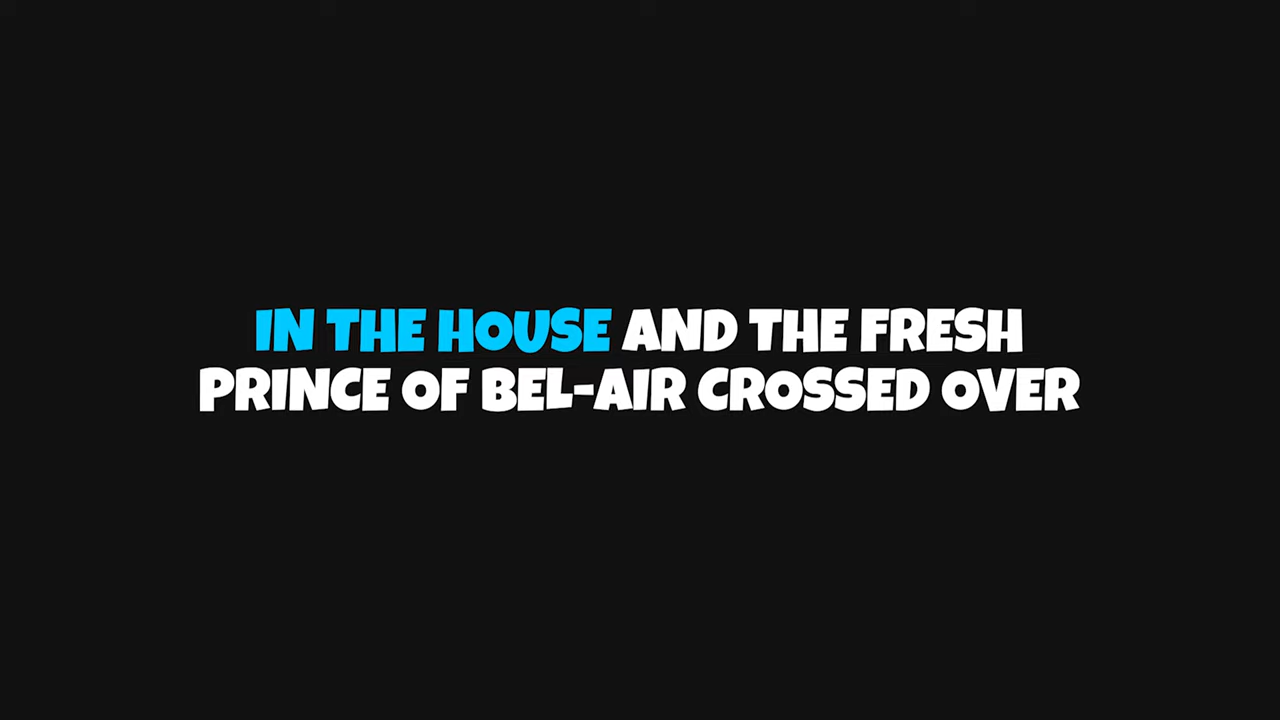 IN THE HOUSE AND THE FRESH
PRINCE OF BEL-AIR CROSSED OVER